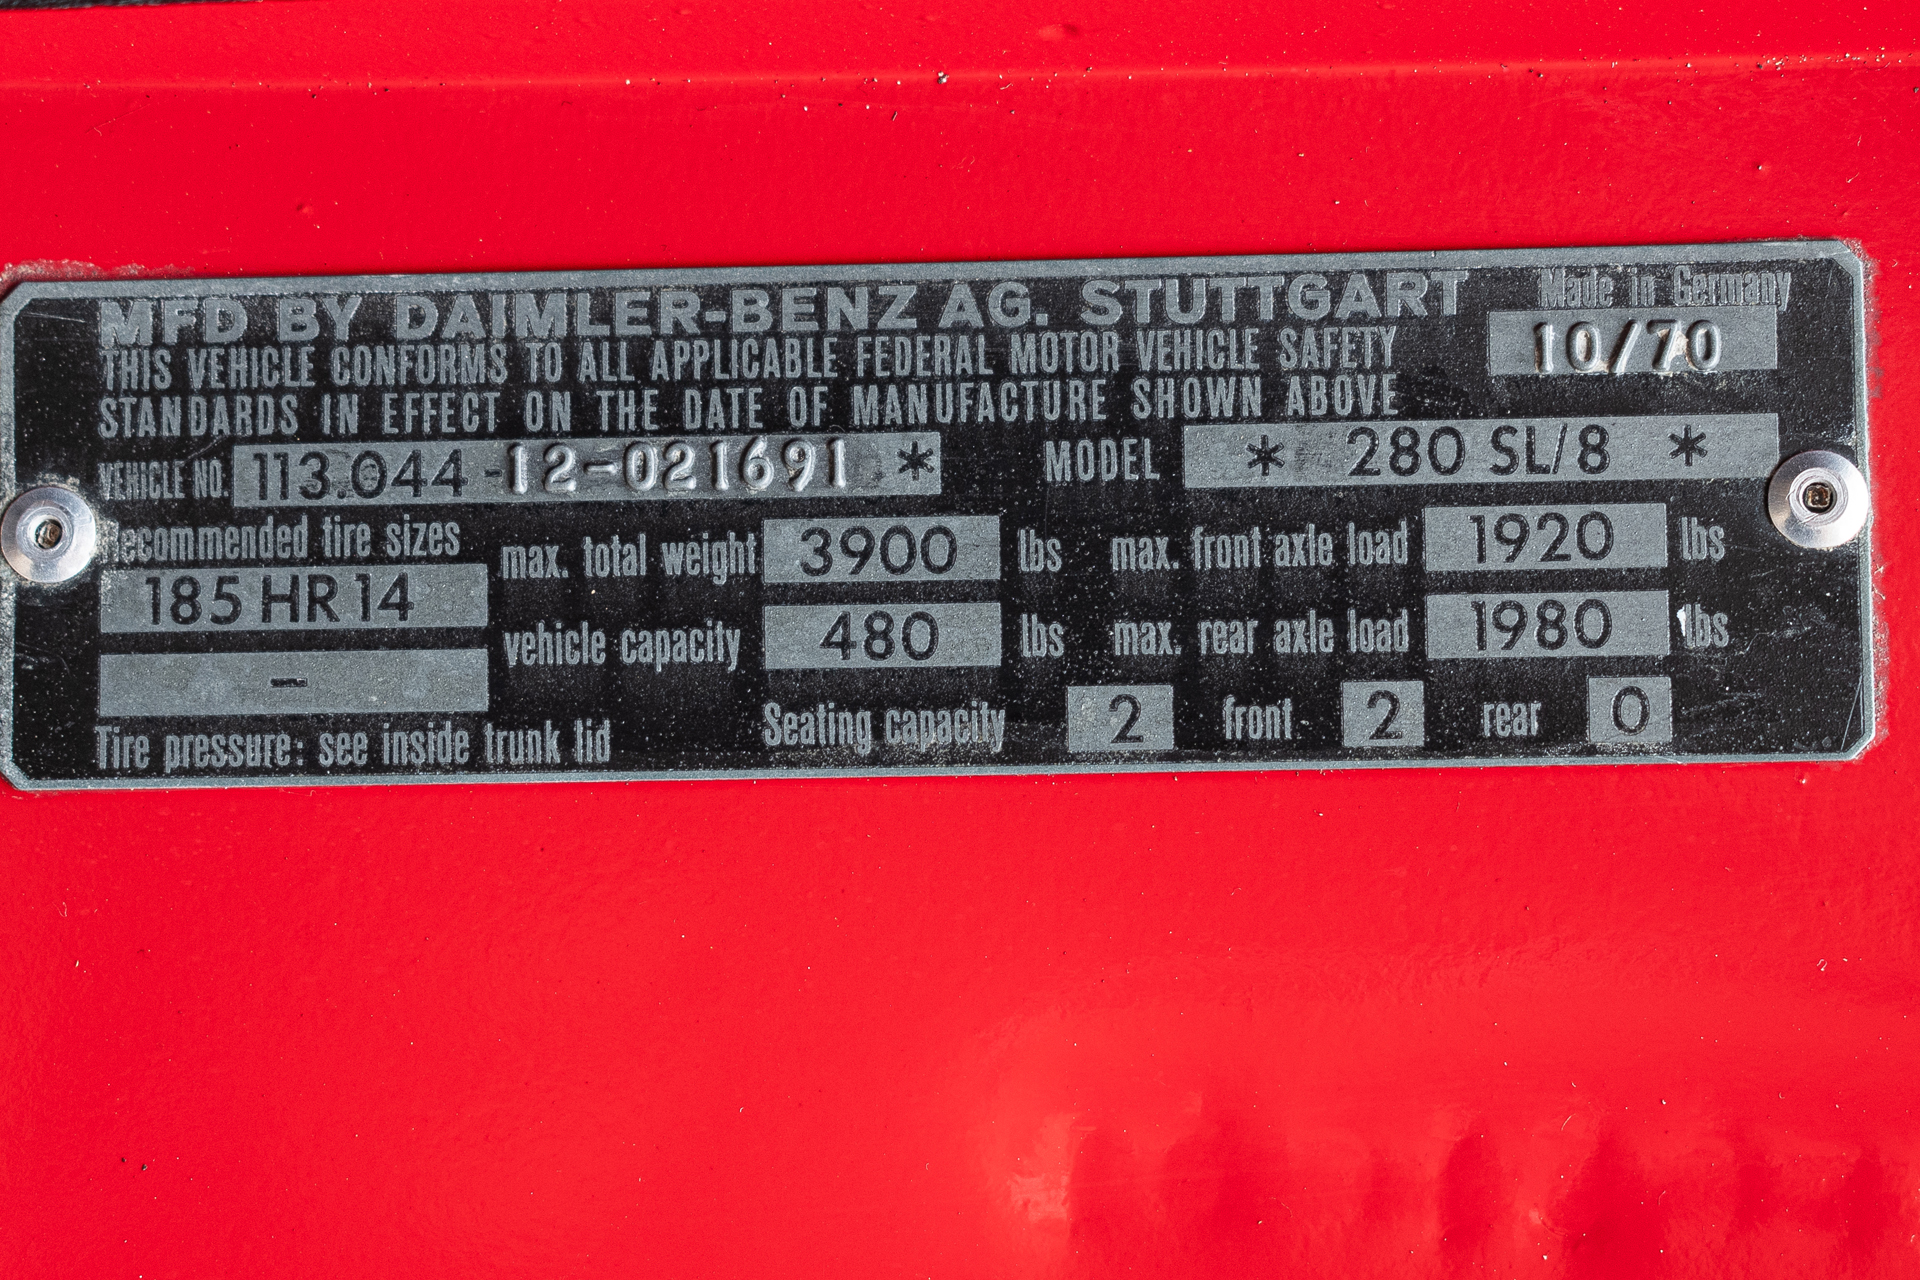 MFD BY DAIMLER-BENZ AG. STUTTGART Made in Germany
THIS VEHICLE CONFORMS TO ALL APPLICABLE FEDERAL MOTOR VEHICLE SAFETY 10/70
STANDARDS IN EFFECT ON THE DATE OF MANUFACTURE SHOWN ABOVE
VEHICLE NO. 113.044-12-021691 * MODEL * 280 SL/8 *
Recommended tire sizes max. total weight 3900 lbs max. front axle load 1920 lbs
185 HR 14
vehicle capacity 480 lbs max. rear axle load 1980 lbs
-
Tire pressure: see inside trunk lid Seating capacity 2 front 2 rear 0